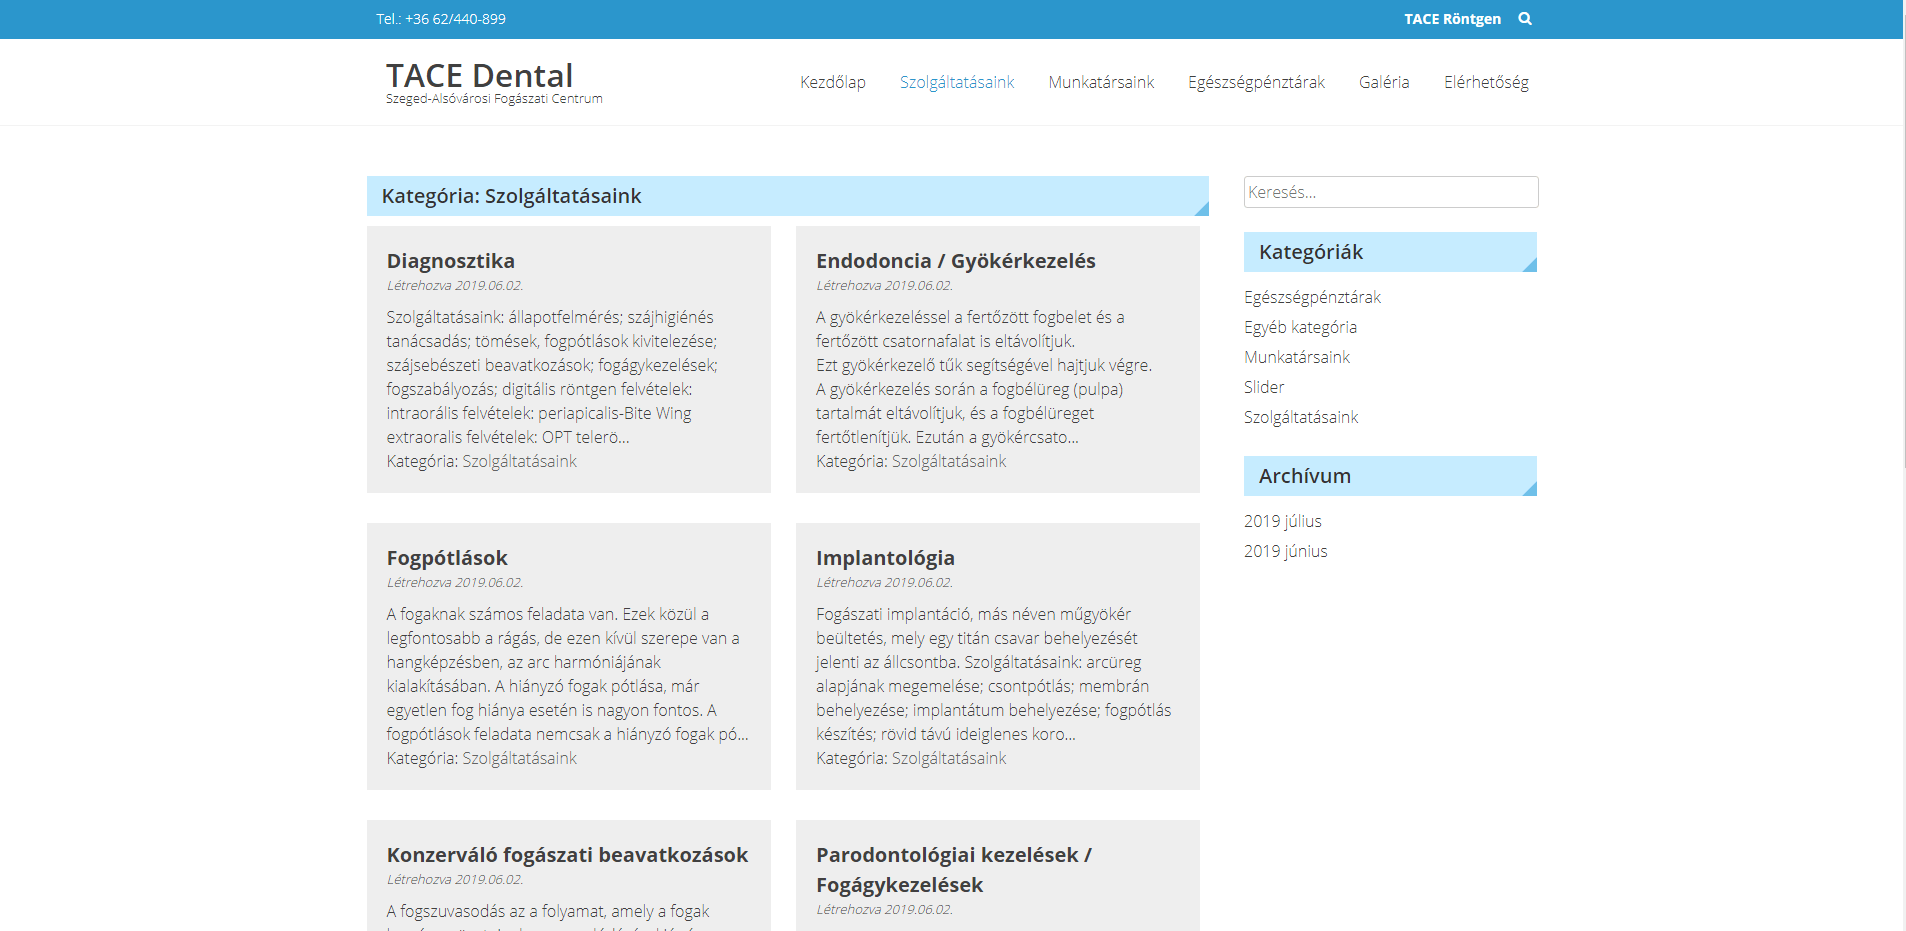 Tel.: +36 62/440-899
TACE Röntgen
TACE Dental
Szeged-Alsóvárosi Fogászati Centrum
Kezdőlap
Szolgáltatásaink
Munkatársaink
Egészségpénztárak
Galéria
Elérhetőség
Kategória: Szolgáltatásaink
Diagnosztika
Létrehozva 2019.06.02.
Szolgáltatásaink: állapotfelmérés; szájhigiénés
tanácsadás; tömések, fogpótlások kivitelezése;
szájsebészeti beavatkozások; fogágykezelések;
fogszabályozás; digitális röntgen felvételek:
intraorális felvételek: periapicalis-Bite Wing
extraoralis felvételek: OPT telerö...
Kategória: Szolgáltatásaink
Endodoncia / Gyökérkezelés
Létrehozva 2019.06.02.
A gyökérkezeléssel a fertőzött fogbelet és a
fertőzött csatornafalat is eltávolítjuk.
Ezt gyökérkezelő tűk segítségével hajtjuk végre.
A gyökérkezelés során a fogbélüreg (pulpa)
tartalmát eltávolítjuk, és a fogbélüreget
fertőtlenítjük. Ezután a gyökércsato...
Kategória: Szolgáltatásaink
Fogpótlások
Létrehozva 2019.06.02.
A fogaknak számos feladata van. Ezek közül a
legfontosabb a rágás, de ezen kívül szerepe van a
hangképzésben, az arc harmóniájának
kialakításában. A hiányzó fogak pótlása, már
egyetlen fog hiánya esetén is nagyon fontos. A
fogpótlások feladata nemcsak a hiányzó fogak pó...
Kategória: Szolgáltatásaink
Implantológia
Létrehozva 2019.06.02.
Fogászati implantáció, más néven műgyökér
beültetés, mely egy titán csavar behelyezését
jelenti az állcsontba. Szolgáltatásaink: arcüreg
alapjának megemelése; csontpótlás; membrán
behelyezése; implantátum behelyezése; fogpótlás
készítés; rövid távú ideiglenes koro...
Kategória: Szolgáltatásaink
Konzerváló fogászati beavatkozások
Létrehozva 2019.06.02.
A fogszuvasodás az a folyamat, amely a fogak
Parodontológiai kezelések /
Fogágykezelések
Létrehozva 2019.06.02.
Keresés...
Kategóriák
Egészségpénztárak
Egyéb kategória
Munkatársaink
Slider
Szolgáltatásaink
Archívum
2019 július
2019 június